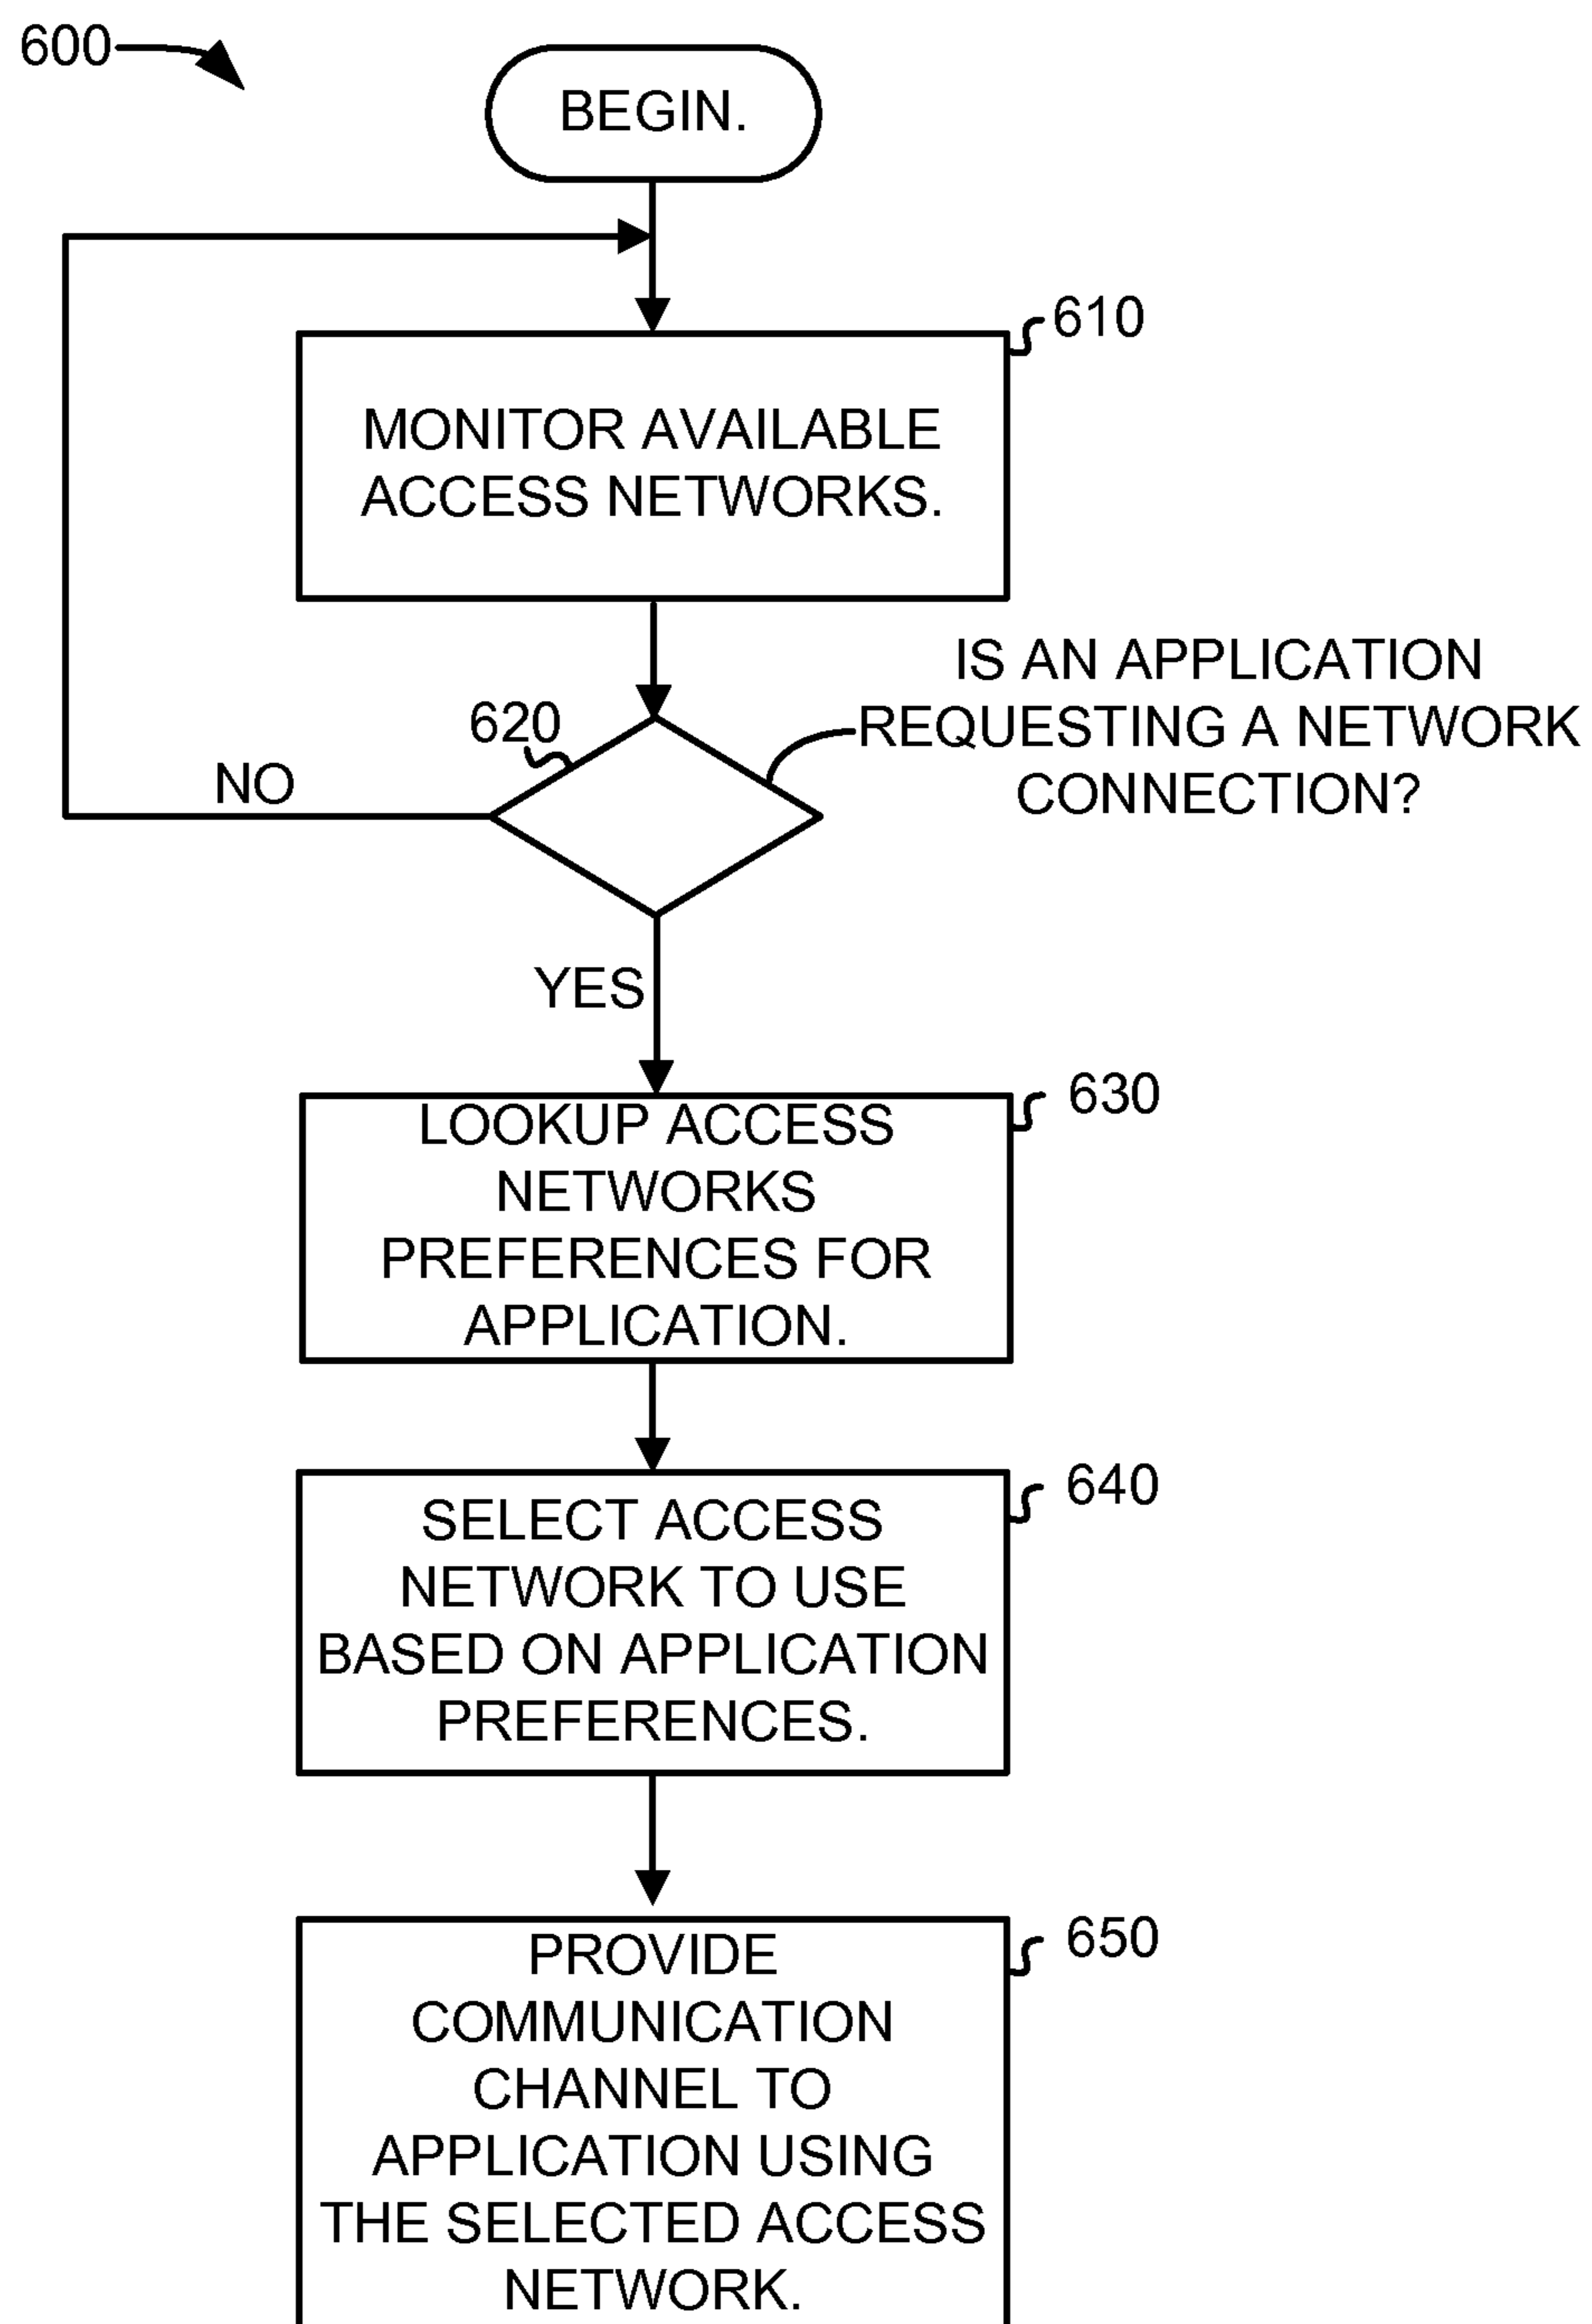 600
BEGIN.
610
MONITOR AVAILABLE
ACCESS NETWORKS.
IS AN APPLICATION
REQUESTING A NETWORK
CONNECTION?
620
NO
YES
630
LOOKUP ACCESS
NETWORKS
PREFERENCES FOR
APPLICATION.
640
SELECT ACCESS
NETWORK TO USE
BASED ON APPLICATION
PREFERENCES.
650
PROVIDE
COMMUNICATION
CHANNEL TO
APPLICATION USING
THE SELECTED ACCESS
NETWORK.